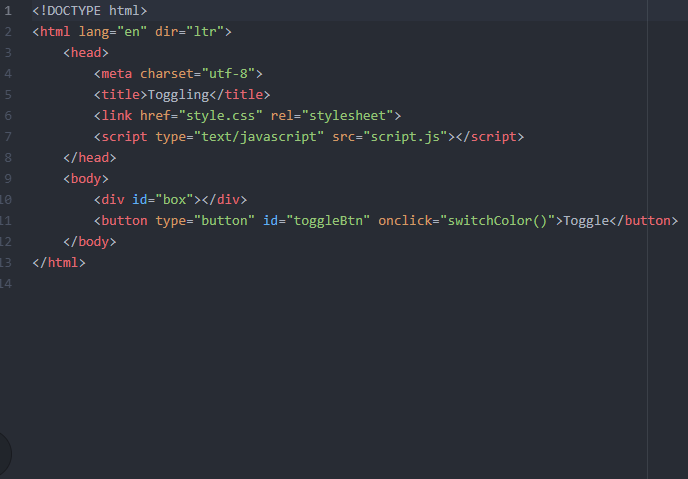 1 <!DOCTYPE html>
2 <html lang="en" dir="ltr">
3     <head>
4         <meta charset="utf-8">
5         <title>Toggling</title>
6         <link href="style.css" rel="stylesheet">
7         <script type="text/javascript" src="script.js"></script>
8     </head>
9     <body>
10         <div id="box"></div>
11         <button type="button" id="toggleBtn" onclick="switchColor()">Toggle</button>
12     </body>
13 </html>
14